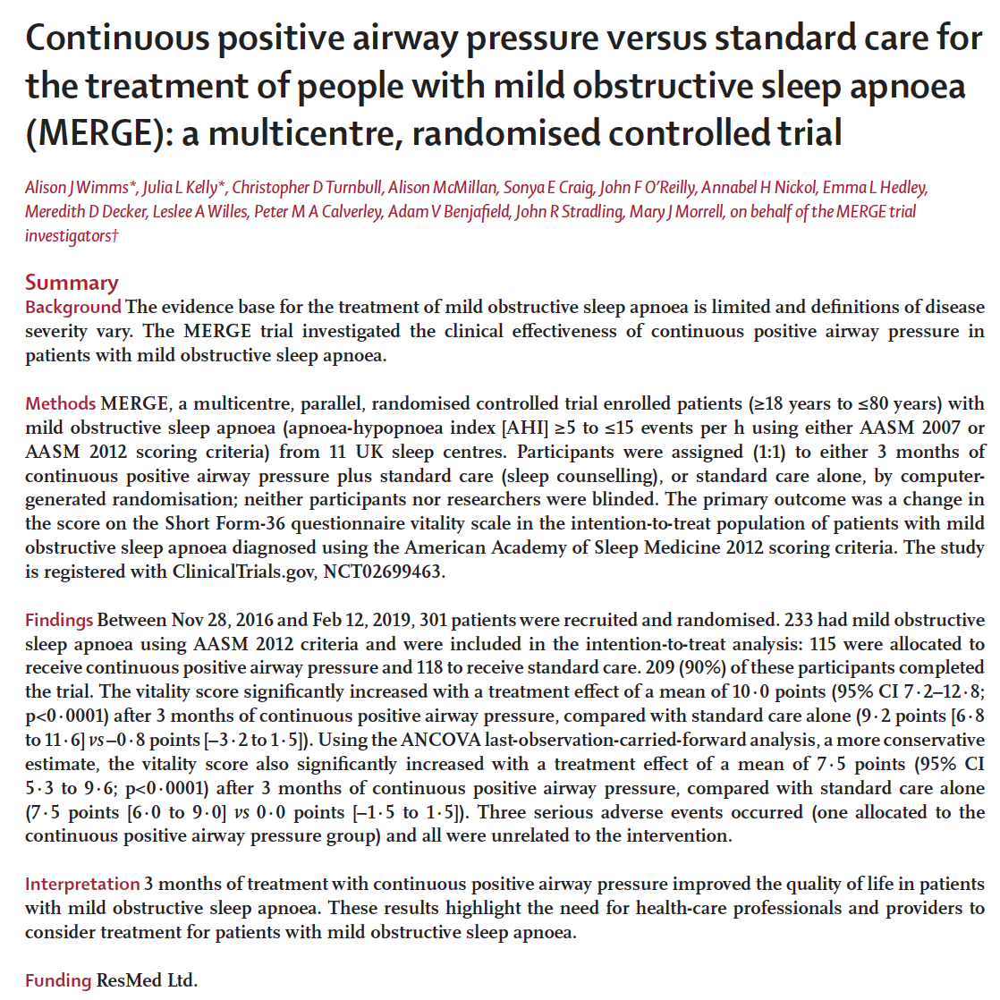 Continuous positive airway pressure versus standard care for
the treatment of people with mild obstructive sleep apnoea
(MERGE): a multicentre, randomised controlled trial
Alison J Wimms*, Julia L Kelly*, Christopher D Turnbull, Alison McMillan, Sonya E Craig, John F O’Reilly, Annabel H Nickol, Emma L Hedley,
Meredith D Decker, Leslee A Willes, Peter M A Calverley, Adam V Benjafield, John R Stradling, Mary J Morrell, on behalf of the MERGE trial
investigators†
Summary
Background The evidence base for the treatment of mild obstructive sleep apnoea is limited and definitions of disease
severity vary. The MERGE trial investigated the clinical effectiveness of continuous positive airway pressure in
patients with mild obstructive sleep apnoea.
Methods MERGE, a multicentre, parallel, randomised controlled trial enrolled patients (≥18 years to ≤80 years) with
mild obstructive sleep apnoea (apnoea-hypopnoea index [AHI] ≥5 to ≤15 events per h using either AASM 2007 or
AASM 2012 scoring criteria) from 11 UK sleep centres. Participants were assigned (1:1) to either 3 months of
continuous positive airway pressure plus standard care (sleep counselling), or standard care alone, by computer-
generated randomisation; neither participants nor researchers were blinded. The primary outcome was a change in
the score on the Short Form-36 questionnaire vitality scale in the intention-to-treat population of patients with mild
obstructive sleep apnoea diagnosed using the American Academy of Sleep Medicine 2012 scoring criteria. The study
is registered with ClinicalTrials.gov, NCT02699463.
Findings Between Nov 28, 2016 and Feb 12, 2019, 301 patients were recruited and randomised. 233 had mild obstructive
sleep apnoea using AASM 2012 criteria and were included in the intention-to-treat analysis: 115 were allocated to
receive continuous positive airway pressure and 118 to receive standard care. 209 (90%) of these participants completed
the trial. The vitality score significantly increased with a treatment effect of a mean of 10·0 points (95% CI 7·2–12·8;
p<0·0001) after 3 months of continuous positive airway pressure, compared with standard care alone (9·2 points [6·8
to 11·6] vs –0·8 points [–3·2 to 1·5]). Using the ANCOVA last-observation-carried-forward analysis, a more conservative
estimate, the vitality score also significantly increased with a treatment effect of a mean of 7·5 points (95% CI
5·3 to 9·6; p<0·0001) after 3 months of continuous positive airway pressure, compared with standard care alone
(7·5 points [6·0 to 9·0] vs 0·0 points [–1·5 to 1·5]). Three serious adverse events occurred (one allocated to the
continuous positive airway pressure group) and all were unrelated to the intervention.
Interpretation 3 months of treatment with continuous positive airway pressure improved the quality of life in patients
with mild obstructive sleep apnoea. These results highlight the need for health-care professionals and providers to
consider treatment for patients with mild obstructive sleep apnoea.
Funding ResMed Ltd.